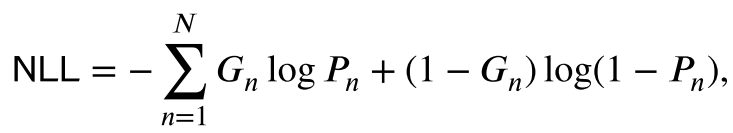 NLL = − ∑_{n=1}^{N} G_n log P_n + (1 − G_n) log(1 − P_n),